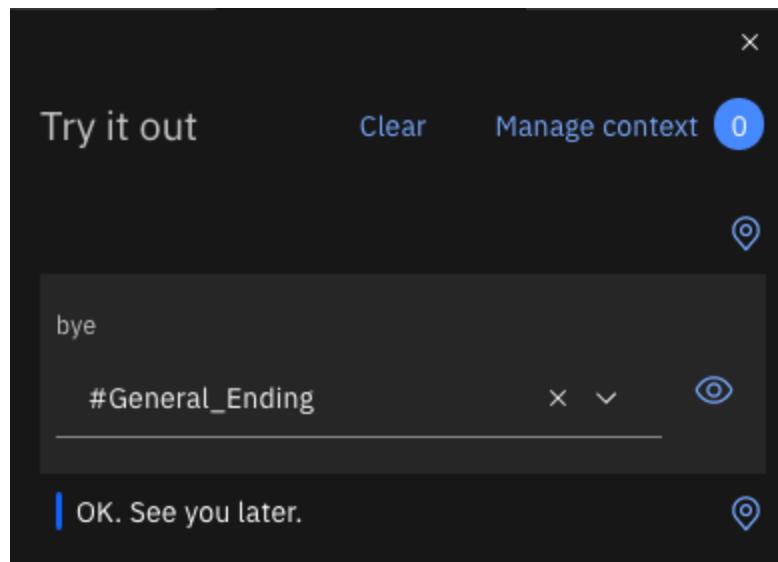 Try it out Clear Manage context 0
bye
#General_Ending
OK. See you later.